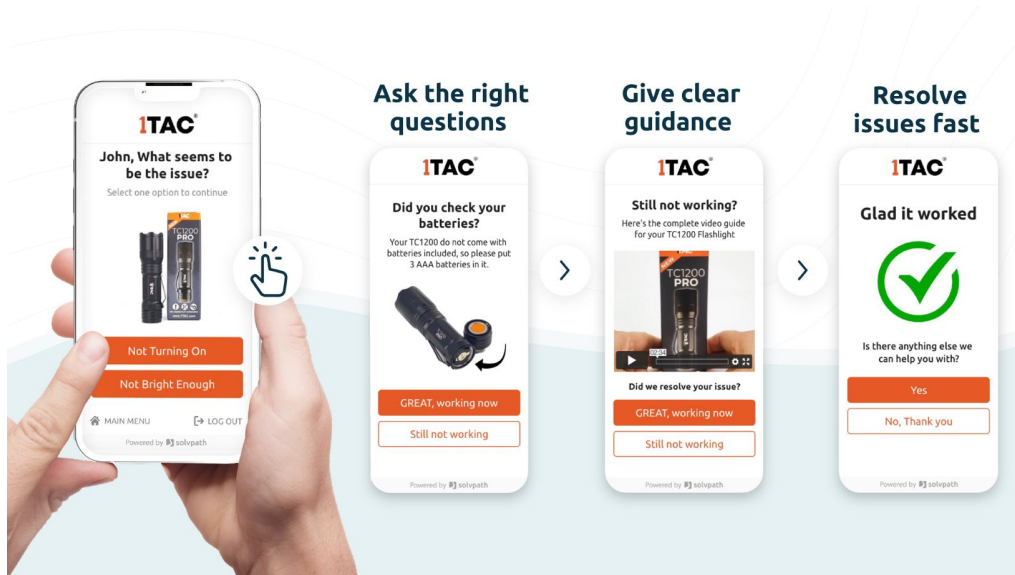 1TAC®
John, What seems to
be the issue?
Select one option to continue
1TAC
TC1200
PRO
1TAC
Not Turning On
Not Bright Enough
MAIN MENU
LOG OUT
Powered by solvpath
Ask the right
questions
1TAC®
Did you check your
batteries?
Your TC1200 do not come with
batteries included, so please put
3 AAA batteries in it.
GREAT, working now
Still not working
Powered by solvpath
Give clear
guidance
1TAC®
Still not working?
Here's the complete video guide
for your TC1200 Flashlight
NEW
TC1200
PRO
02:34
Did we resolve your issue?
GREAT, working now
Still not working
Powered by solvpath
Resolve
issues fast
1TAC®
Glad it worked
Is there anything else we
can help you with?
Yes
No, Thank you
Powered by solvpath